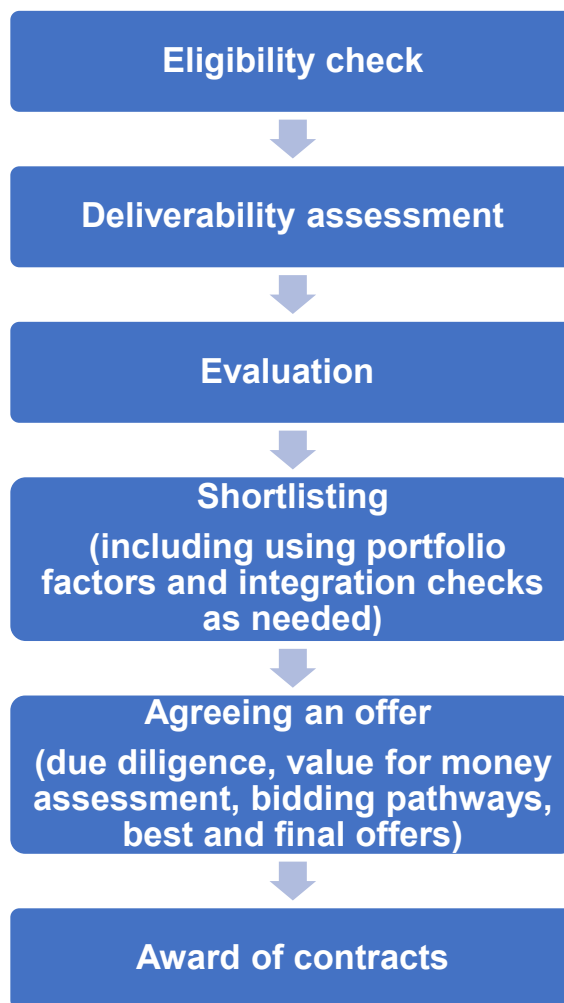 Eligibility check
Deliverability assessment
Evaluation
Shortlisting
(including using portfolio
factors and integration checks
as needed)
Agreeing an offer
(due diligence, value for money
assessment, bidding pathways,
best and final offers)
Award of contracts